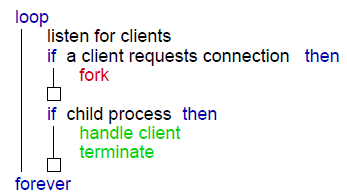 loop
listen for clients
if a client requests connection then
fork
if child process then
handle client
terminate
forever